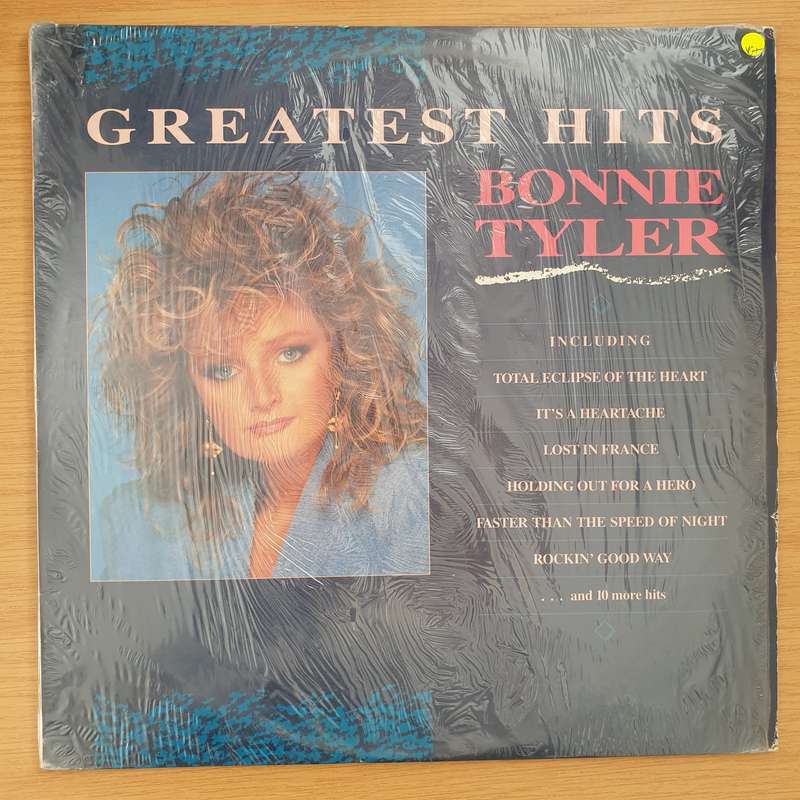 GREATEST HITS
BONNIE
TYLER
INCLUDING
TOTAL ECLIPSE OF THE HEART
IT'S A HEARTACHE
LOST IN FRANCE
HOLDING OUT FOR A HERO
FASTER THAN THE SPEED OF NIGHT
ROCKIN' GOOD WAY
. . . and 10 more hits